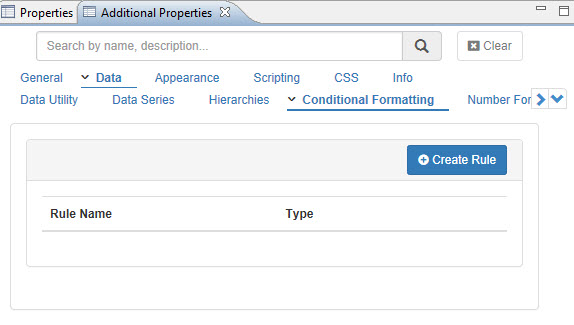 Properties Additional Properties
Search by name, description... Clear
General Data Appearance Scripting CSS Info
Data Utility Data Series Hierarchies Conditional Formatting Number For
Create Rule
Rule Name Type